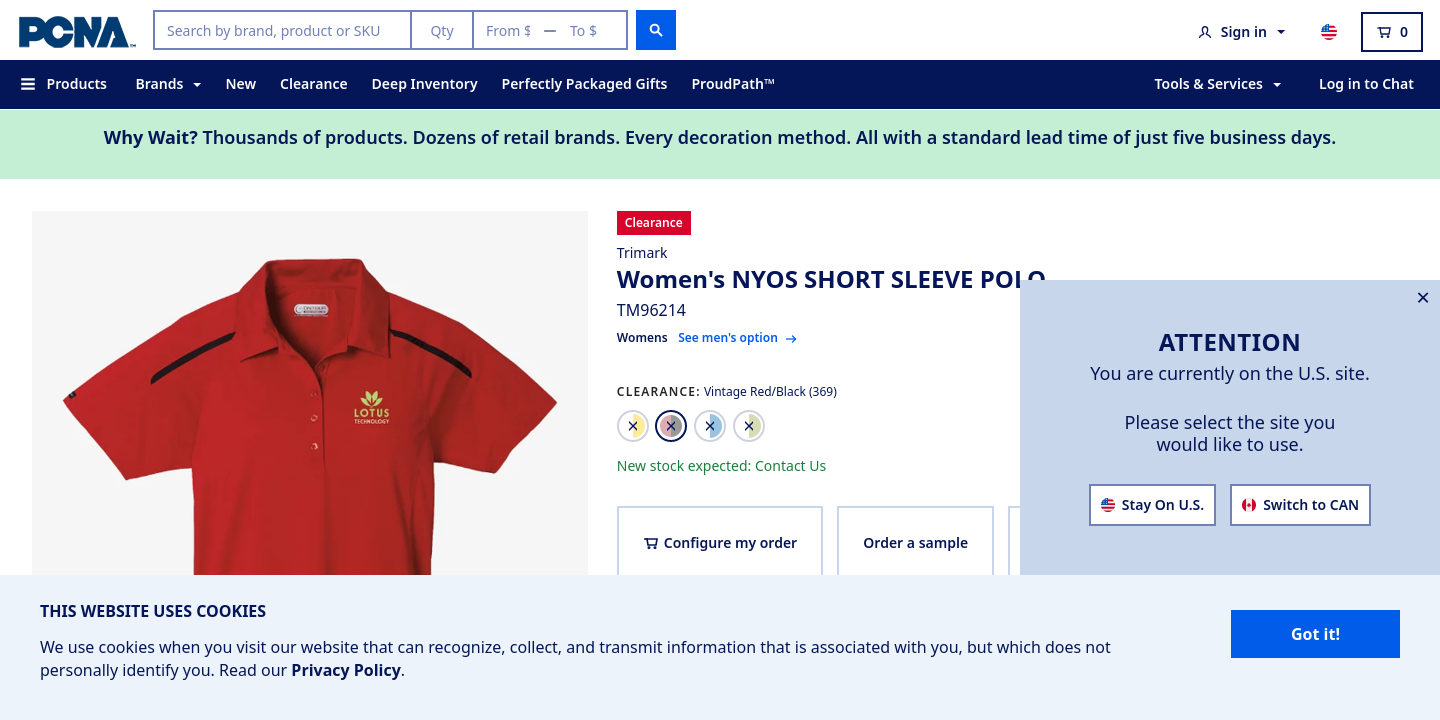 PCNA
Search by brand, product or SKU
Qty
From $ — To $
Sign in
0
Products
Brands
New
Clearance
Deep Inventory
Perfectly Packaged Gifts
ProudPath™
Tools & Services
Log in to Chat
Why Wait? Thousands of products. Dozens of retail brands. Every decoration method. All with a standard lead time of just five business days.
LOTUS
TECHNOLOGY
Clearance
Trimark
Women's NYOS SHORT SLEEVE POLO
TM96214
Womens See men's option →
CLEARANCE: Vintage Red/Black (369)
New stock expected: Contact Us
Configure my order
Order a sample
ATTENTION
You are currently on the U.S. site.
Please select the site you
would like to use.
Stay On U.S.
Switch to CAN
THIS WEBSITE USES COOKIES
We use cookies when you visit our website that can recognize, collect, and transmit information that is associated with you, but which does not
personally identify you. Read our Privacy Policy.
Got it!